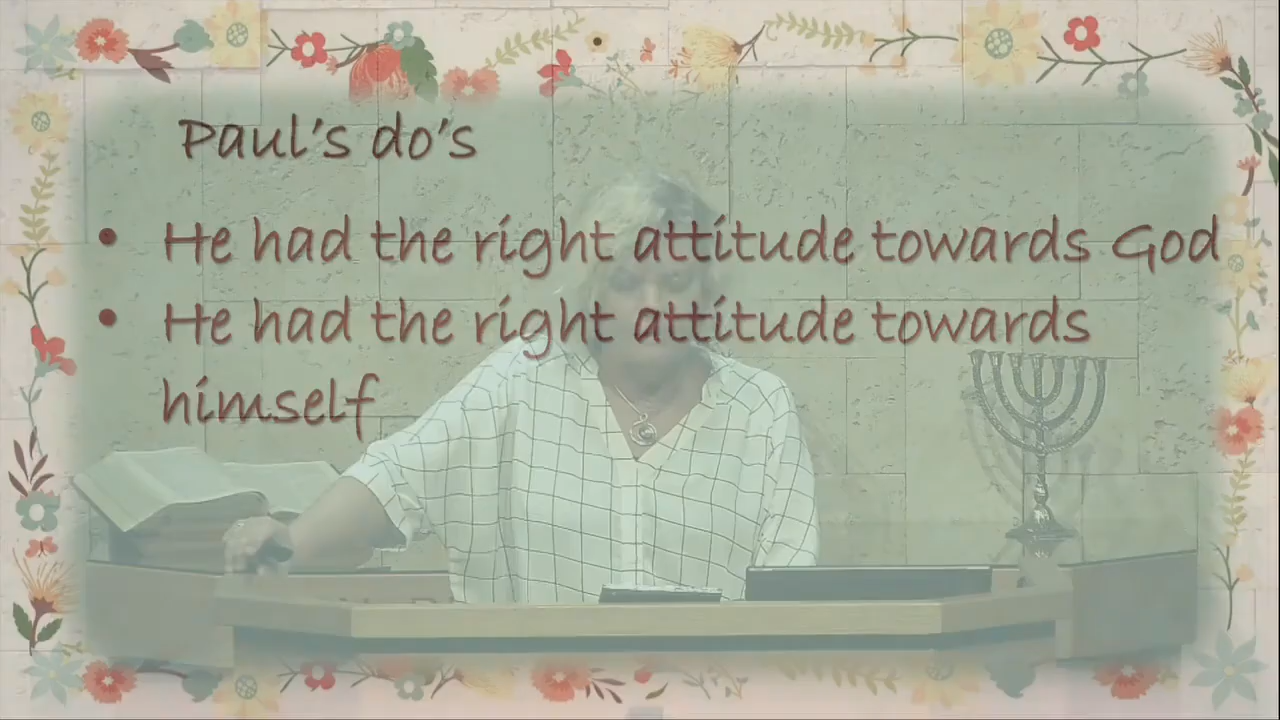 Paul's do's
• He had the right attitude towards God
• He had the right attitude towards
himself